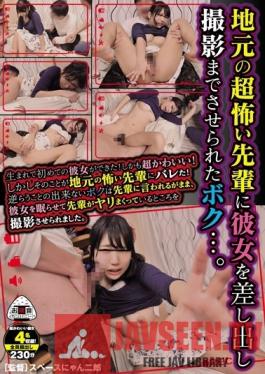 地元の超怖い先輩に彼女を差し出し
撮影までさせられたボク…。
生まれて初めての彼女ができた!しかも超かわいい!
しかしそのことが地元の怖い先輩にバレた!
逆らうことの出来ないボクは先輩に言われるがまま、
彼女を眠らせて先輩がヤりまくっているところを
撮影させられました。
4名
230分
[監督]スペースにゃん二郎
JAVSEEN.TV
FREE JAV LIBRARY